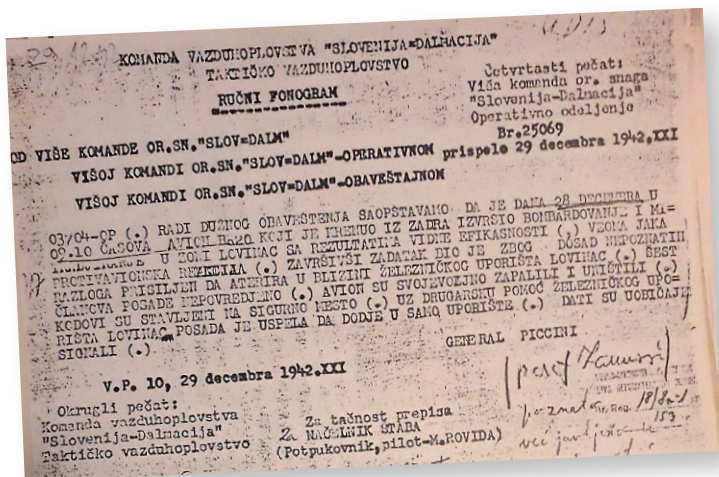 29 12
KOMANDA VAZDUHOPLOVSTVA "SLOVENIJA=DALMACIJA"
TAKTIČKO VAZDUHOPLOVSTVO
RUČNI FONOGRAM
Četvrtasti pečat:
Viša komanda or. snaga
"Slovenija-Dalmacija"
Operativno odeljenje
Br.25069
OD VIŠE KOMANDE OR.SN."SLOV=DALM"
VIŠOJ KOMANDI OR.SN."SLOV=DALM"-OPERATIVNOM prispelo 29 decembra 1942.XXI
VIŠOJ KOMANDI OR.SN."SLOV=DALM"-OBAVEŠTAJNOM
03704-OP (.) RADI DUŽNOG OBAVEŠTENJA SAOPŠTAVAMO DA JE DANA 28 DECEMBRA U
09.10 ČASOVA AVION KOJI JE KRENUO IZ ZADRA IZVRŠIO BOMBARDOVANJE I MI=
U ZONI LOVINAC SA REZULTATIMA VIDNE EFIKASNOSTI (.) VEOMA JAKA
PROTIVAVIONSKA REAKCIJA (.) ZAVRŠIVŠI ZADATAK BIO JE ZBOG DOSAD NEPOZNATIH
RAZLOGA PRISILJEN DA ATERIRA U BLIZINI ŽELEZNIČKOG UPORIŠTA LOVINAC (.) ŠEST
ČLANOVA POSADE NEPOVREDJENO (.) AVION SU SVOJEVOLJNO ZAPALILI I UNIŠTILI (.)
KODOVI SU STAVLJENI NA SIGURNO MESTO (.) UZ DRUGARSKU POMOĆ ŽELEZNIČKOG UPO=
RIŠTA LOVINAC POSADA JE USPELA DA DODJE U SAMO UPORIŠTE (.) DATI SU UOBIČAJE
SIGNALI (.)
GENERAL PICCINI
V.P. 10, 29 decembra 1942.XXI
Okrugli pečat:
Komanda vazduhoplovstva
"Slovenija-Dalmacija"
Taktičko vazduhoplovstvo
Za tačnost prepisa
Za NAČELNIK ŠTABA
(Potpukovnik,pilot-M.ROVIDA)
153
već